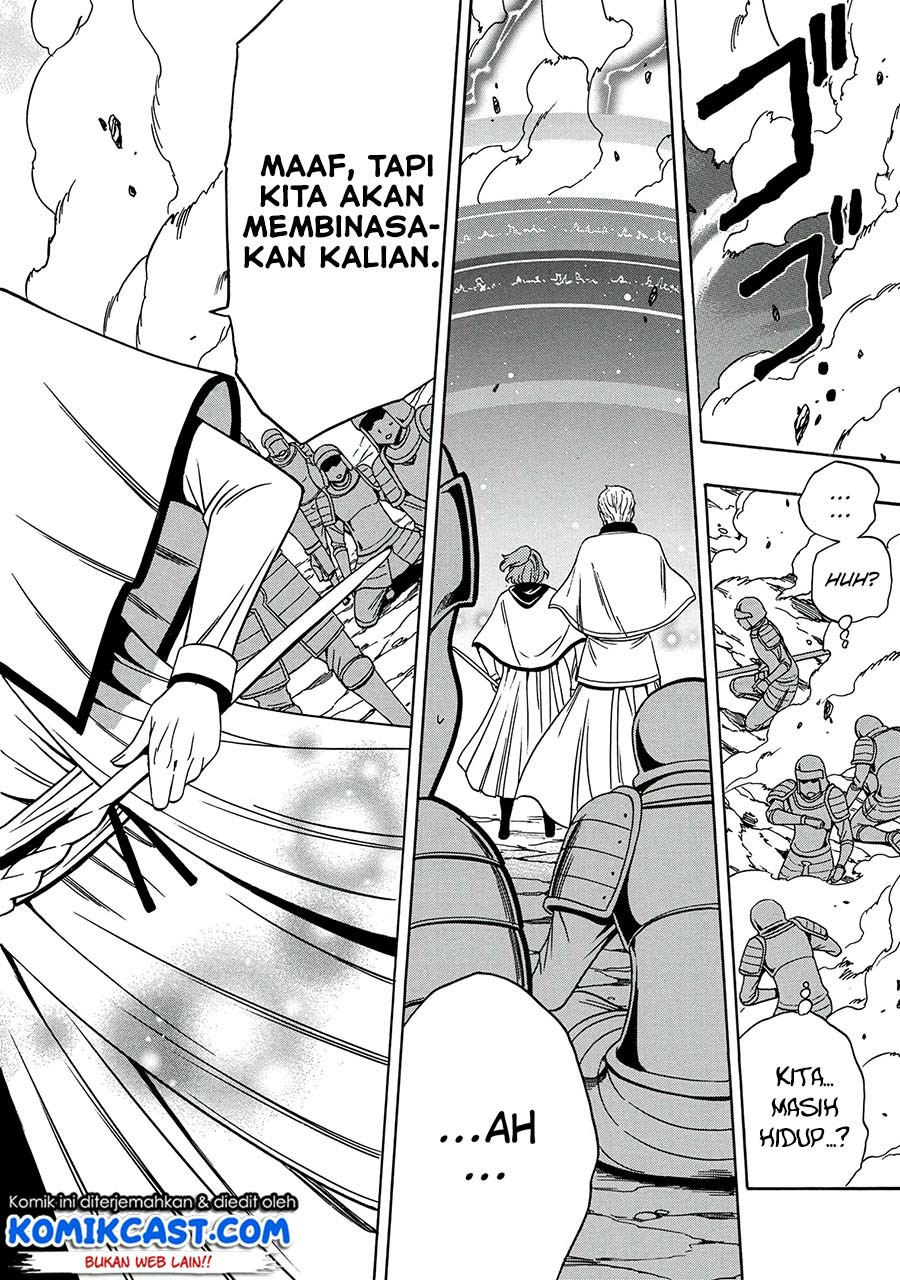 ゴ
ゴ
...
...
HUH?
KITA...
MASIH
HIDUP...?
...AH
...
MAAF, TAPI
KITA AKAN
MEMBINASA-
KAN KALIAN.
Komik ini diterjemahkan & diedit oleh
KOMIKCAST.COM
BUKAN WEB LAIN!!